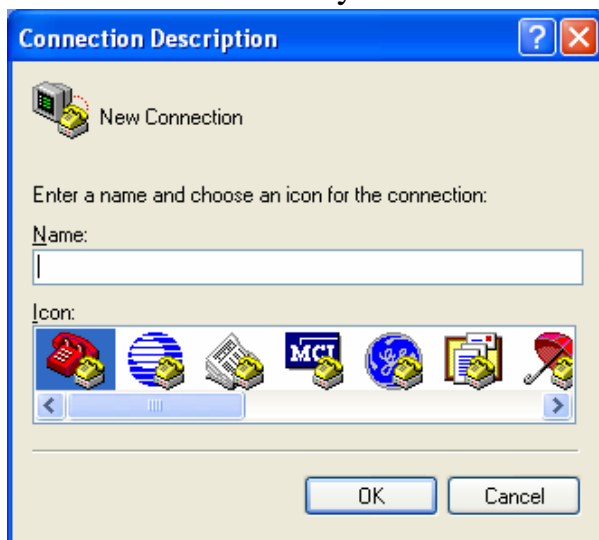 Connection Description
New Connection
Enter a name and choose an icon for the connection:
Name:
Icon:
MCI
OK
Cancel